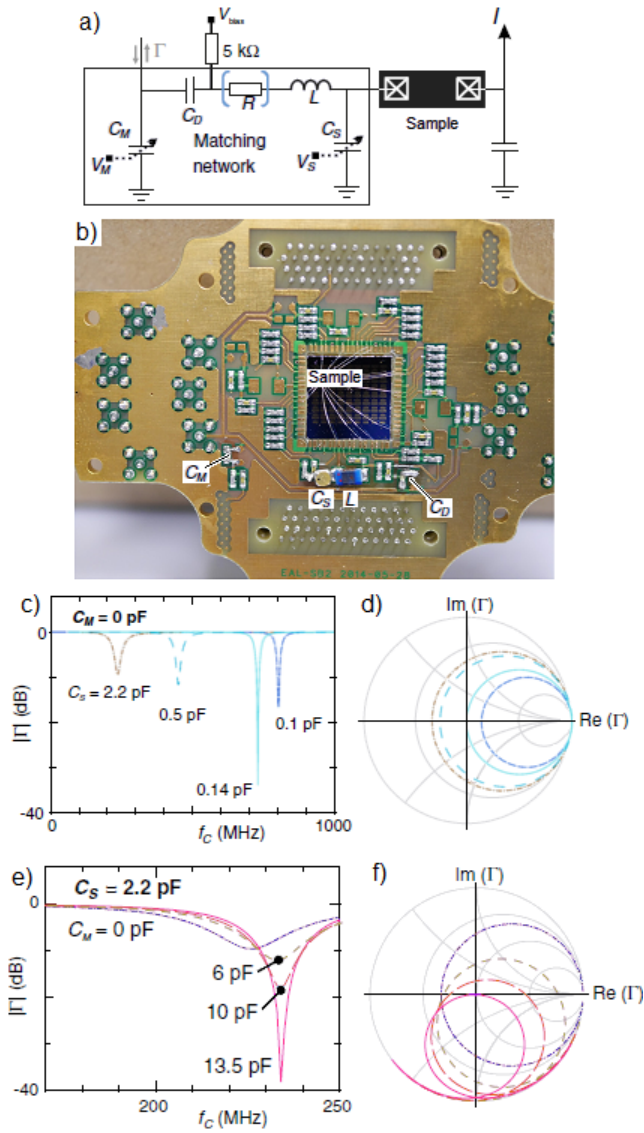 a)
Γ
V_bias
5 kΩ
I
R
L
C_D
C_M
V_M
Matching
network
C_S
V_S
Sample
b)
Sample
C_M
C_S
L
C_D
EAL-SB2 2014-05-28
c)
C_M = 0 pF
0
C_S = 2.2 pF
0.5 pF
0.1 pF
0.14 pF
|Γ| (dB)
-40
0
f_C (MHz)
1000
d)
Im (Γ)
Re (Γ)
e)
C_S = 2.2 pF
0
C_M = 0 pF
6 pF
10 pF
13.5 pF
|Γ| (dB)
-40
200
f_C (MHz)
250
f)
Im (Γ)
Re (Γ)